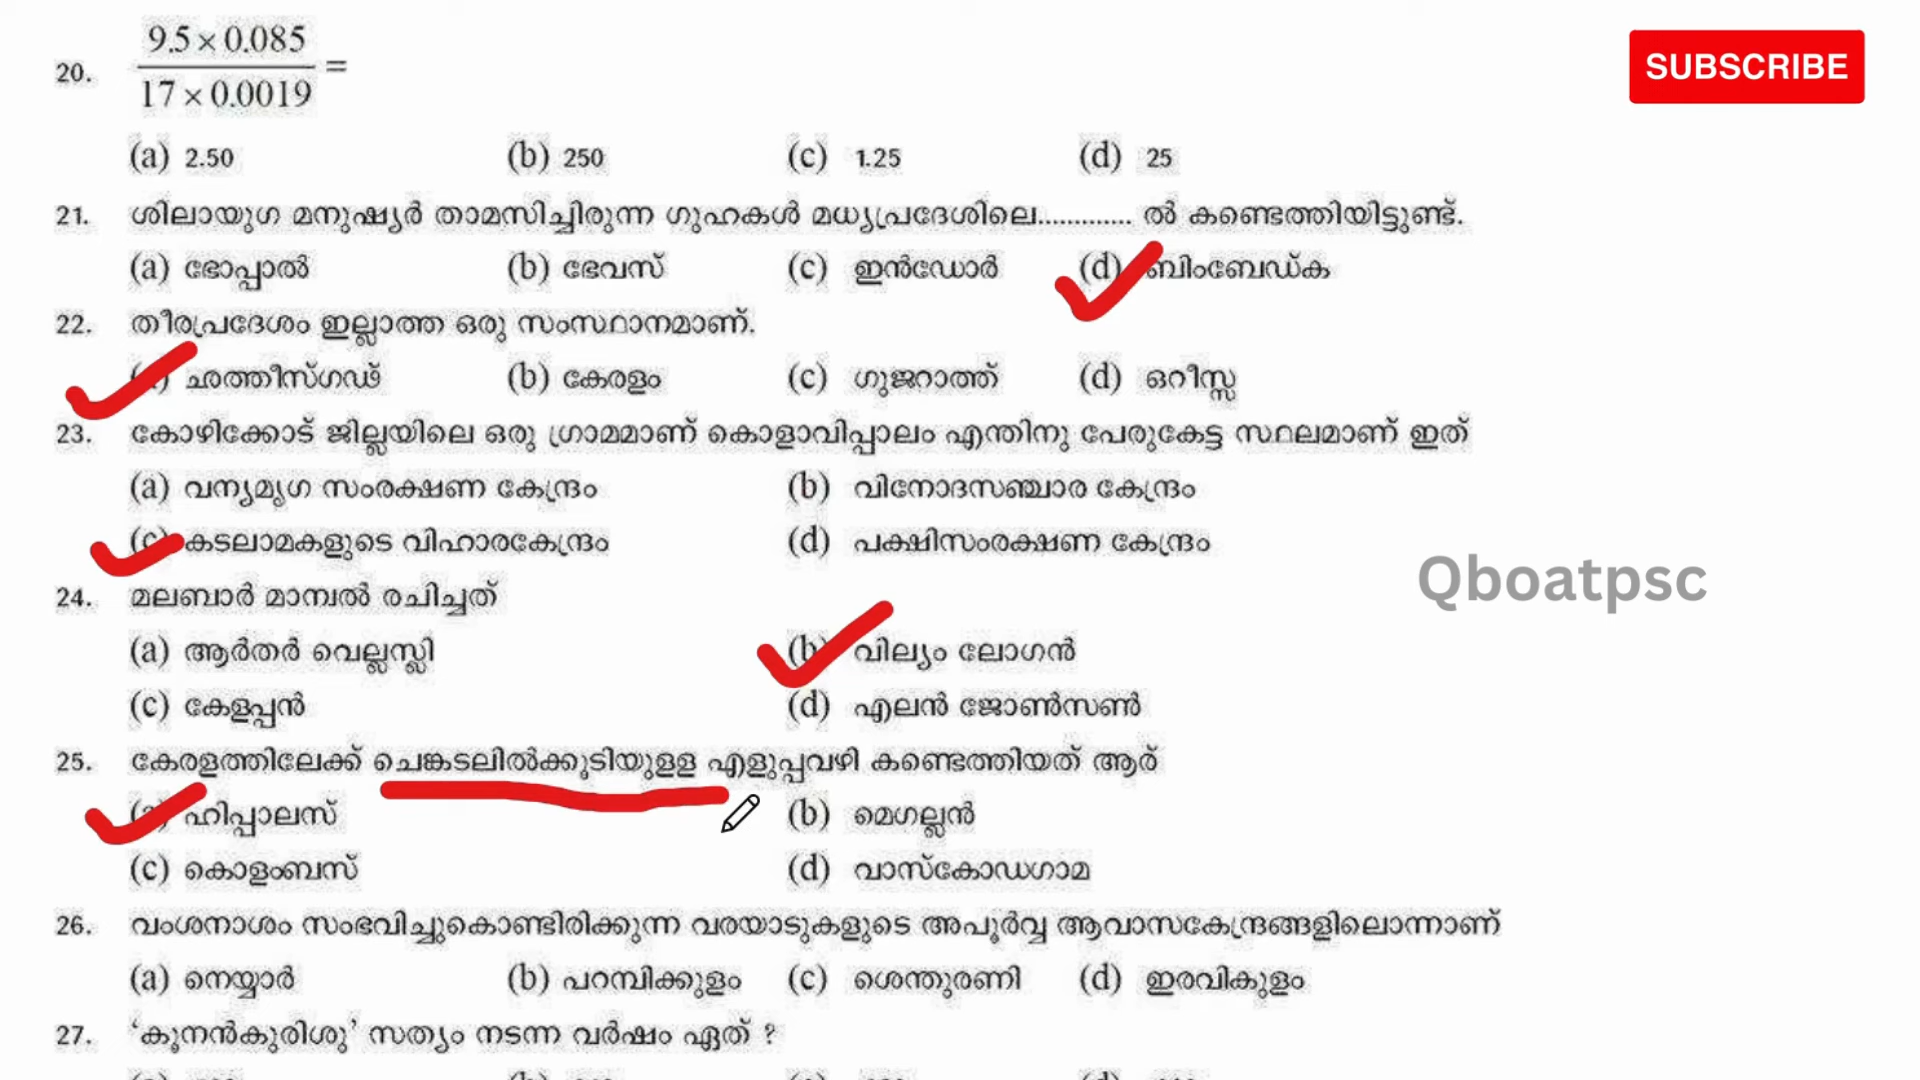 20. 9.5 × 0.085
17 × 0.0019 =
SUBSCRIBE
(a) 2.50 (b) 250 (c) 1.25 (d) 25
21. ശിലായുഗ മനുഷ്യർ താമസിച്ചിരുന്ന ഗുഹകൾ മധ്യപ്രദേശിലെ............. ൽ കണ്ടെത്തിയിട്ടുണ്ട്.
(a) ഭോപ്പാൽ (b) ഭേവസ് (c) ഇൻഡോർ (d) ബിംബേഡ്ക
22. തീരപ്രദേശം ഇല്ലാത്ത ഒരു സംസ്ഥാനമാണ്.
ഛത്തീസ്ഗഢ് (b) കേരളം (c) ഗുജറാത്ത് (d) ഒറീസ്സ
23. കോഴിക്കോട് ജില്ലയിലെ ഒരു ഗ്രാമമാണ് കൊളാവിപ്പാലം എന്തിനു പേരുകേട്ട സ്ഥലമാണ് ഇത്
(a) വന്യമൃഗ സംരക്ഷണ കേന്ദ്രം (b) വിനോദസഞ്ചാര കേന്ദ്രം
(c) കടലാമകളുടെ വിഹാരകേന്ദ്രം (d) പക്ഷിസംരക്ഷണ കേന്ദ്രം
Qboatpsc
24. മലബാർ മാന്വൽ രചിച്ചത്
(a) ആർതർ വെല്ലസ്ലി (b) വില്യം ലോഗൻ
(c) കേളപ്പൻ (d) എലൻ ജോൺസൺ
25. കേരളത്തിലേക്ക് ചെങ്കടലിൽക്കൂടിയുളള എളുപ്പവഴി കണ്ടെത്തിയത് ആര്
(a) ഹിപ്പാലസ് (b) മെഗല്ലൻ
(c) കൊളംബസ് (d) വാസ്കോഡഗാമ
26. വംശനാശം സംഭവിച്ചുകൊണ്ടിരിക്കുന്ന വരയാടുകളുടെ അപൂർവ്വ ആവാസകേന്ദ്രങ്ങളിലൊന്നാണ്
(a) നെയ്യാർ (b) പറമ്പിക്കുളം (c) ശെന്തുരണി (d) ഇരവികുളം
27. ‘കൂനൻകുരിശു’ സത്യം നടന്ന വർഷം ഏത് ?